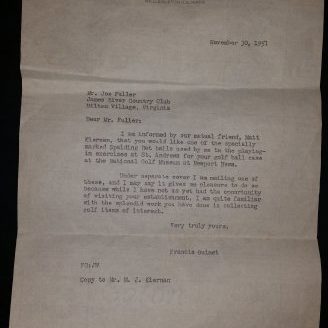 November 30, 1951
Mr. Joe Fuller
James River Country Club
Hilton Village, Virginia
Dear Mr. Fuller:
I am informed by our mutual friend, Matt
Kiernan, that you would like one of the specially
marked Spalding Dot balls used by me in the playing-
in exercises at St. Andrews for your golf ball case
at the National Golf Museum at Newport News.
Under separate cover I am mailing one of
these, and I may say it gives me pleasure to do so
because while I have not as yet had the opportunity
of visiting your establishment, I am quite familiar
with the splendid work you have done in collecting
golf items of interest.
Very truly yours,
Francis Ouimet
FO:
Copy to Mr. M. J. Kiernan